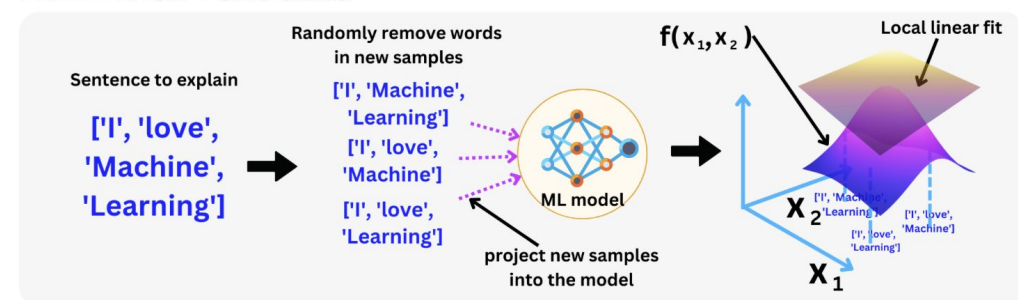 Sentence to explain
['I', 'love',
'Machine',
'Learning']
Randomly remove words
in new samples
['I', 'Machine',
'Learning']
['I', 'love',
'Machine']
['I', 'love',
'Learning']
ML model
project new samples
into the model
f(x₁,x₂)
Local linear fit
X₂
['I', 'Machine',
'Learning']
['I', 'love',
'Machine']
['I', 'love',
'Learning']
X₁